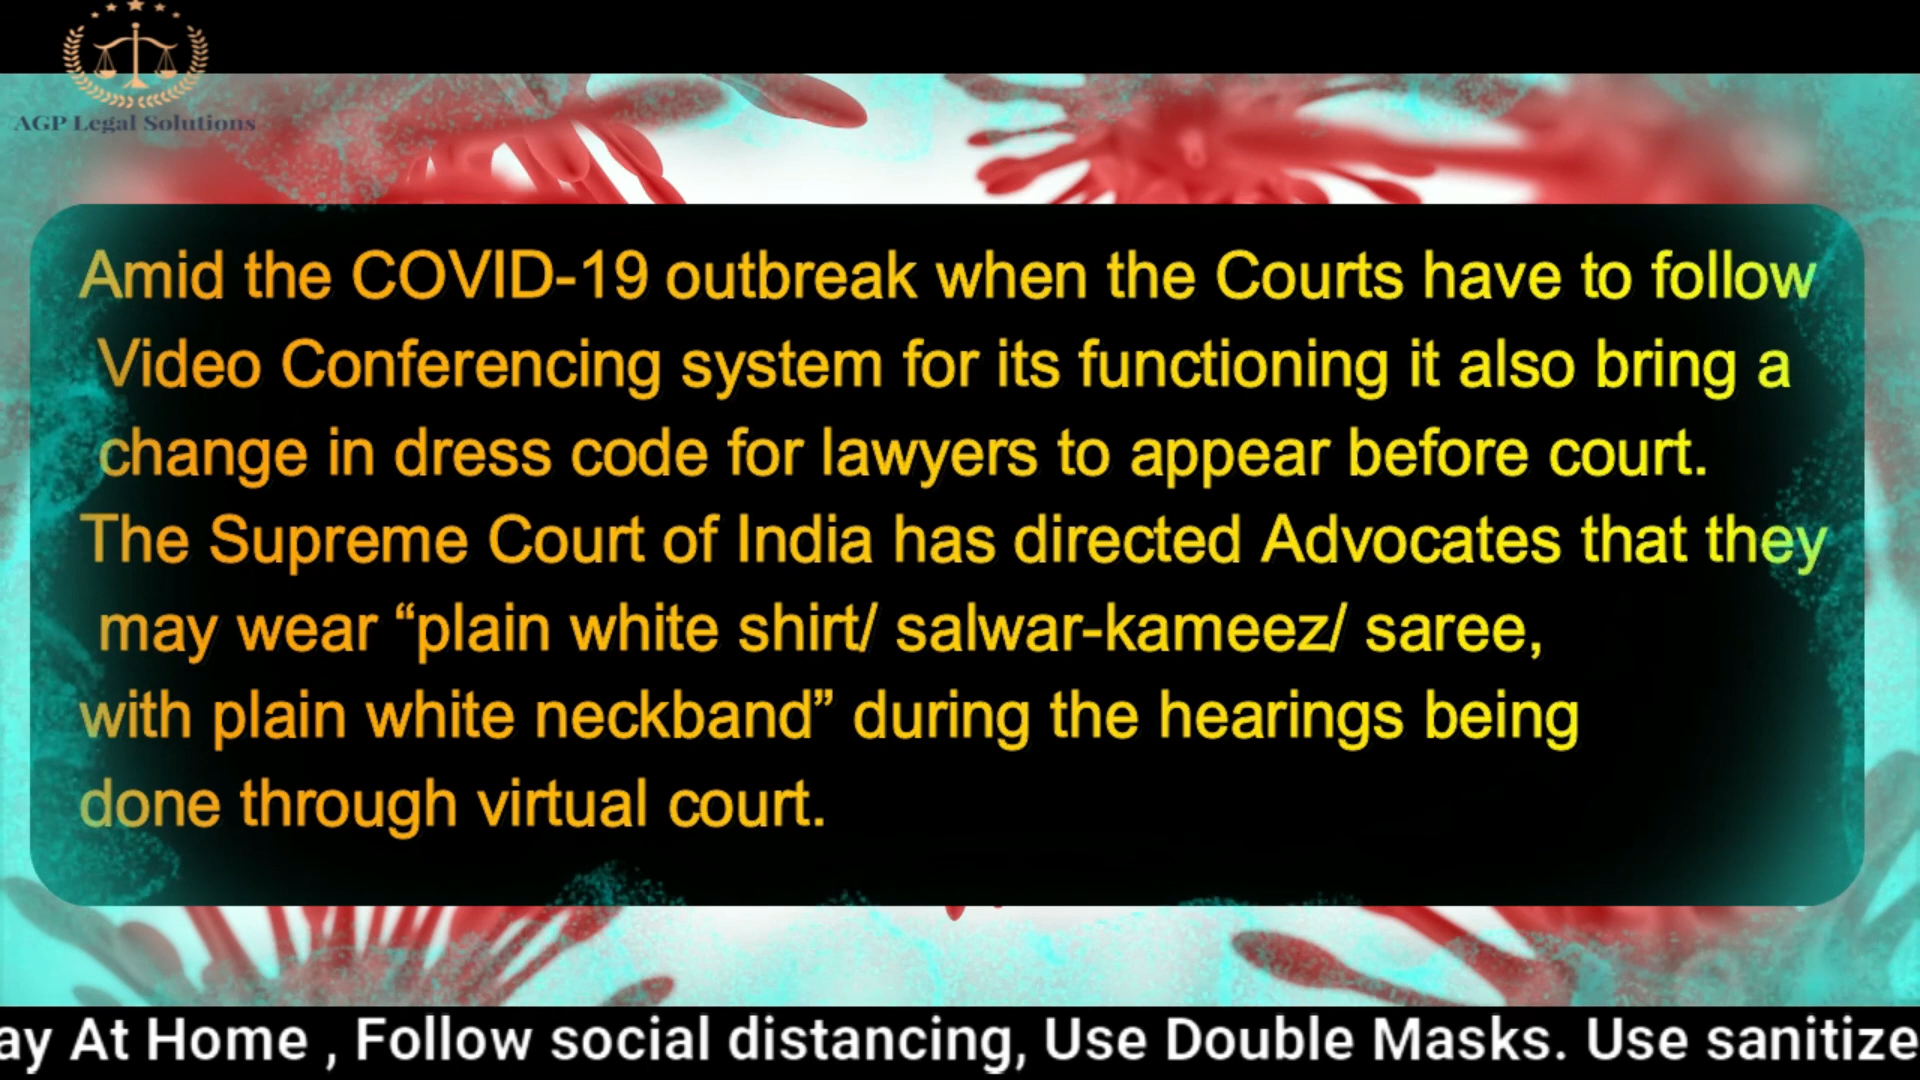 AGP Legal Solutions
Amid the COVID-19 outbreak when the Courts have to follow
Video Conferencing system for its functioning it also bring a
change in dress code for lawyers to appear before court.
The Supreme Court of India has directed Advocates that they
may wear “plain white shirt/ salwar-kameez/ saree,
with plain white neckband” during the hearings being
done through virtual court.
ay At Home , Follow social distancing, Use Double Masks. Use sanitize